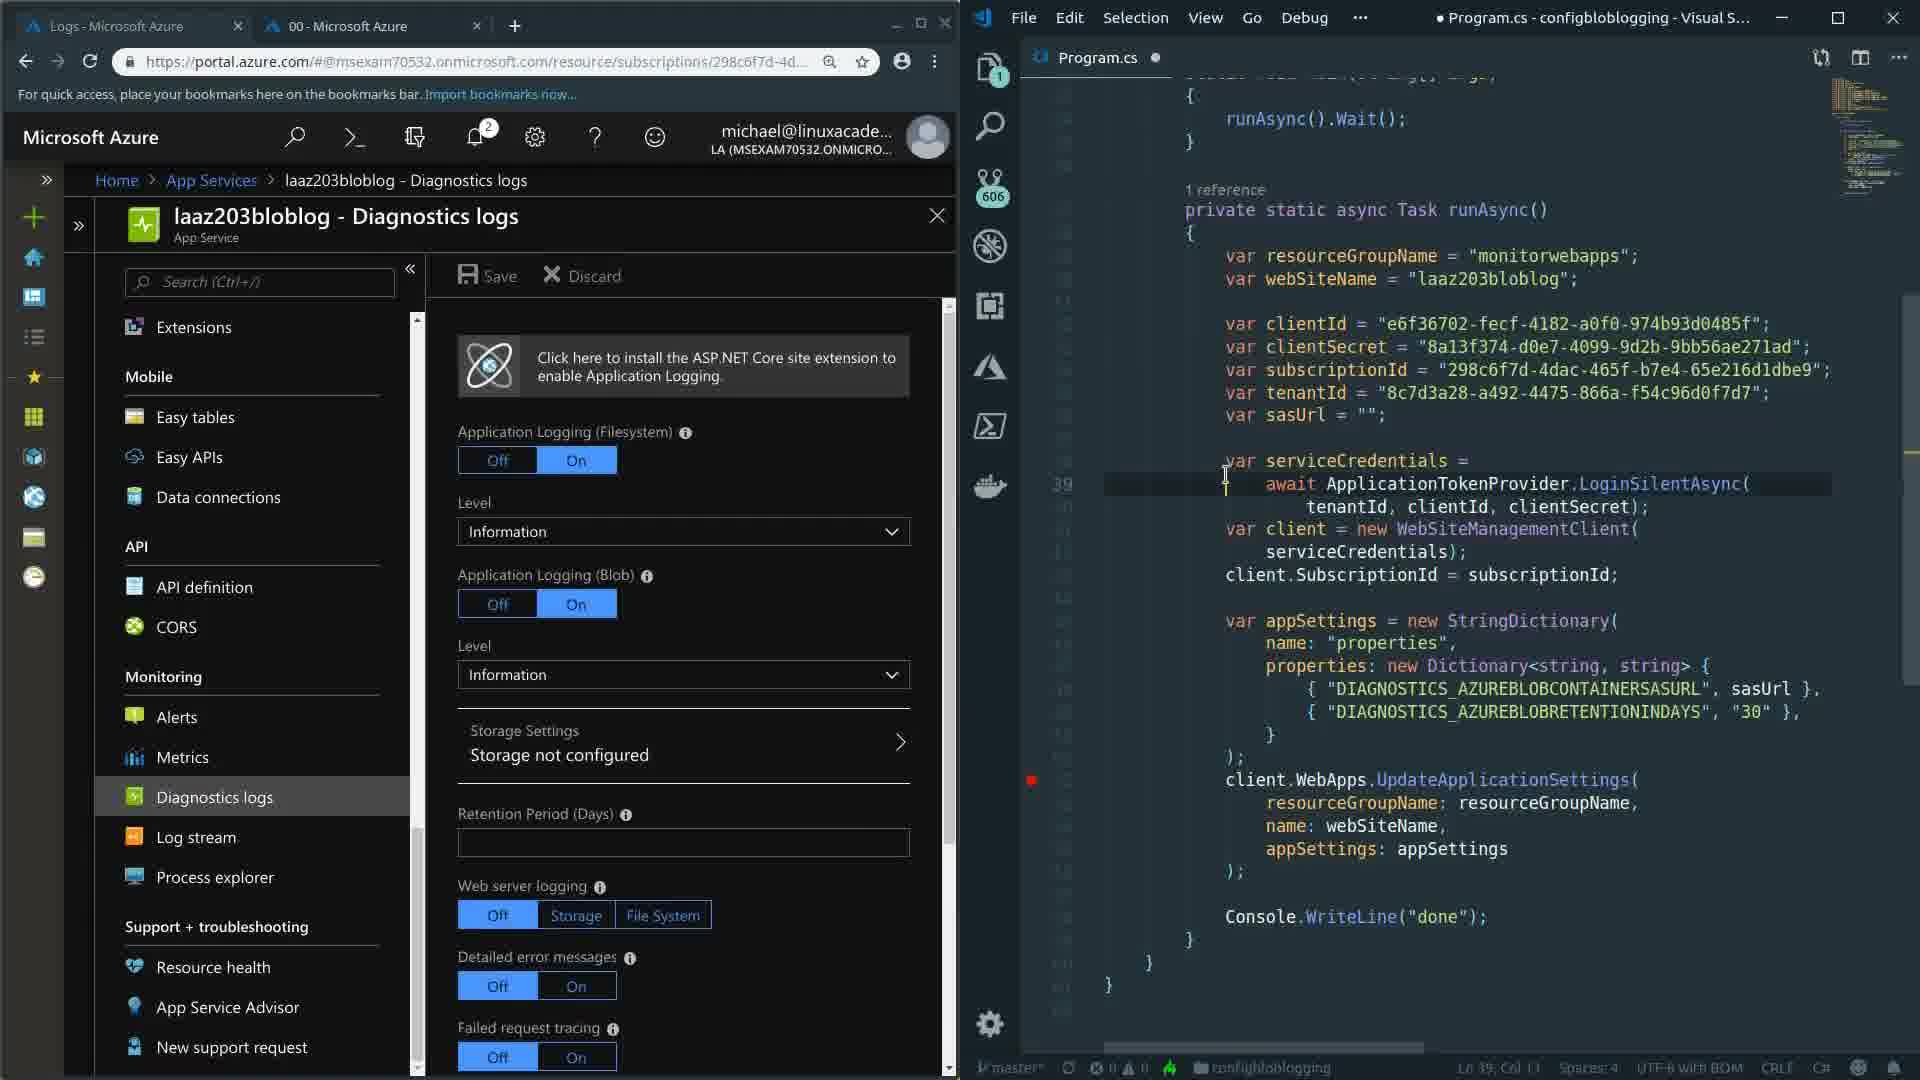 Logs - Microsoft Azure
00 - Microsoft Azure
https://portal.azure.com/#@msexam70532.onmicrosoft.com/resource/subscriptions/298c6f7d-4d...
For quick access, place your bookmarks here on the bookmarks bar. Import bookmarks now...
Microsoft Azure
2
michael@linuxacade...
LA (MSEXAM70532.ONMICRO...
Home > App Services > laaz203bloblog - Diagnostics logs
laaz203bloblog - Diagnostics logs
App Service
Search (Ctrl+/)
Extensions
Mobile
Easy tables
Easy APIs
Data connections
API
API definition
CORS
Monitoring
Alerts
Metrics
Diagnostics logs
Log stream
Process explorer
Support + troubleshooting
Resource health
App Service Advisor
New support request
Save
Discard
Click here to install the ASP.NET Core site extension to
enable Application Logging.
Application Logging (Filesystem)
Off On
Level
Information
Application Logging (Blob)
Off On
Level
Information
Storage Settings
Storage not configured
Retention Period (Days)
Web server logging
Off Storage File System
Detailed error messages
Off On
Failed request tracing
Off On
File Edit Selection View Go Debug ··· ● Program.cs - configbloblogging - Visual S...
Program.cs ●
1
606
{
runAsync().Wait();
}
1 reference
private static async Task runAsync()
{
var resourceGroupName = "monitorwebapps";
var webSiteName = "laaz203bloblog";
var clientId = "e6f36702-fecf-4182-a0f0-974b93d0485f";
var clientSecret = "8a13f374-d0e7-4099-9d2b-9bb56ae271ad";
var subscriptionId = "298c6f7d-4dac-465f-b7e4-65e216d1dbe9";
var tenantId = "8c7d3a28-a492-4475-866a-f54c96d0f7d7";
var sasUrl = "";
var serviceCredentials =
39 await ApplicationTokenProvider.LoginSilentAsync(
tenantId, clientId, clientSecret);
var client = new WebSiteManagementClient(
serviceCredentials);
client.SubscriptionId = subscriptionId;
var appSettings = new StringDictionary(
name: "properties",
properties: new Dictionary<string, string> {
{ "DIAGNOSTICS_AZUREBLOBCONTAINERSASURL", sasUrl },
{ "DIAGNOSTICS_AZUREBLOBRETENTIONINDAYS", "30" },
}
);
client.WebApps.UpdateApplicationSettings(
resourceGroupName: resourceGroupName,
name: webSiteName,
appSettings: appSettings
);
Console.WriteLine("done");
}
}
}
master* 0 0 configbloblogging Ln 39, Col 11 Spaces: 4 UTF-8 with BOM CRLF C#